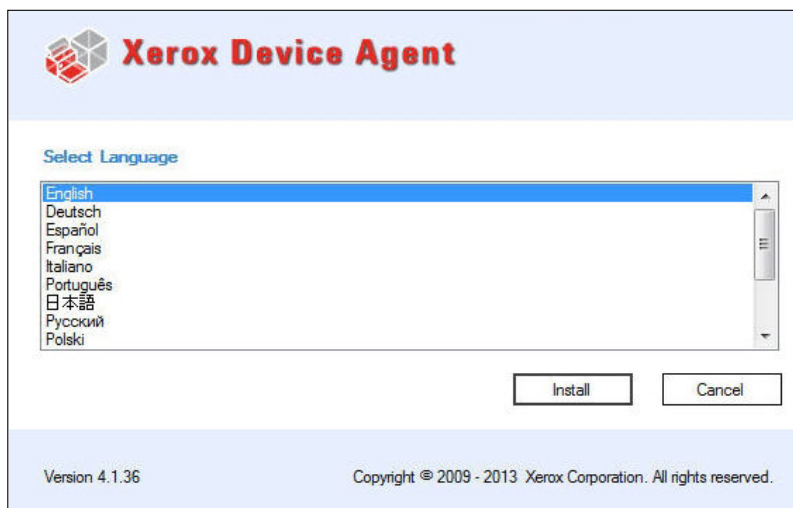 Xerox Device Agent
Select Language
English
Deutsch
Español
Français
Italiano
Português
日本語
Русский
Polski
Install Cancel
Version 4.1.36 Copyright © 2009 - 2013 Xerox Corporation. All rights reserved.